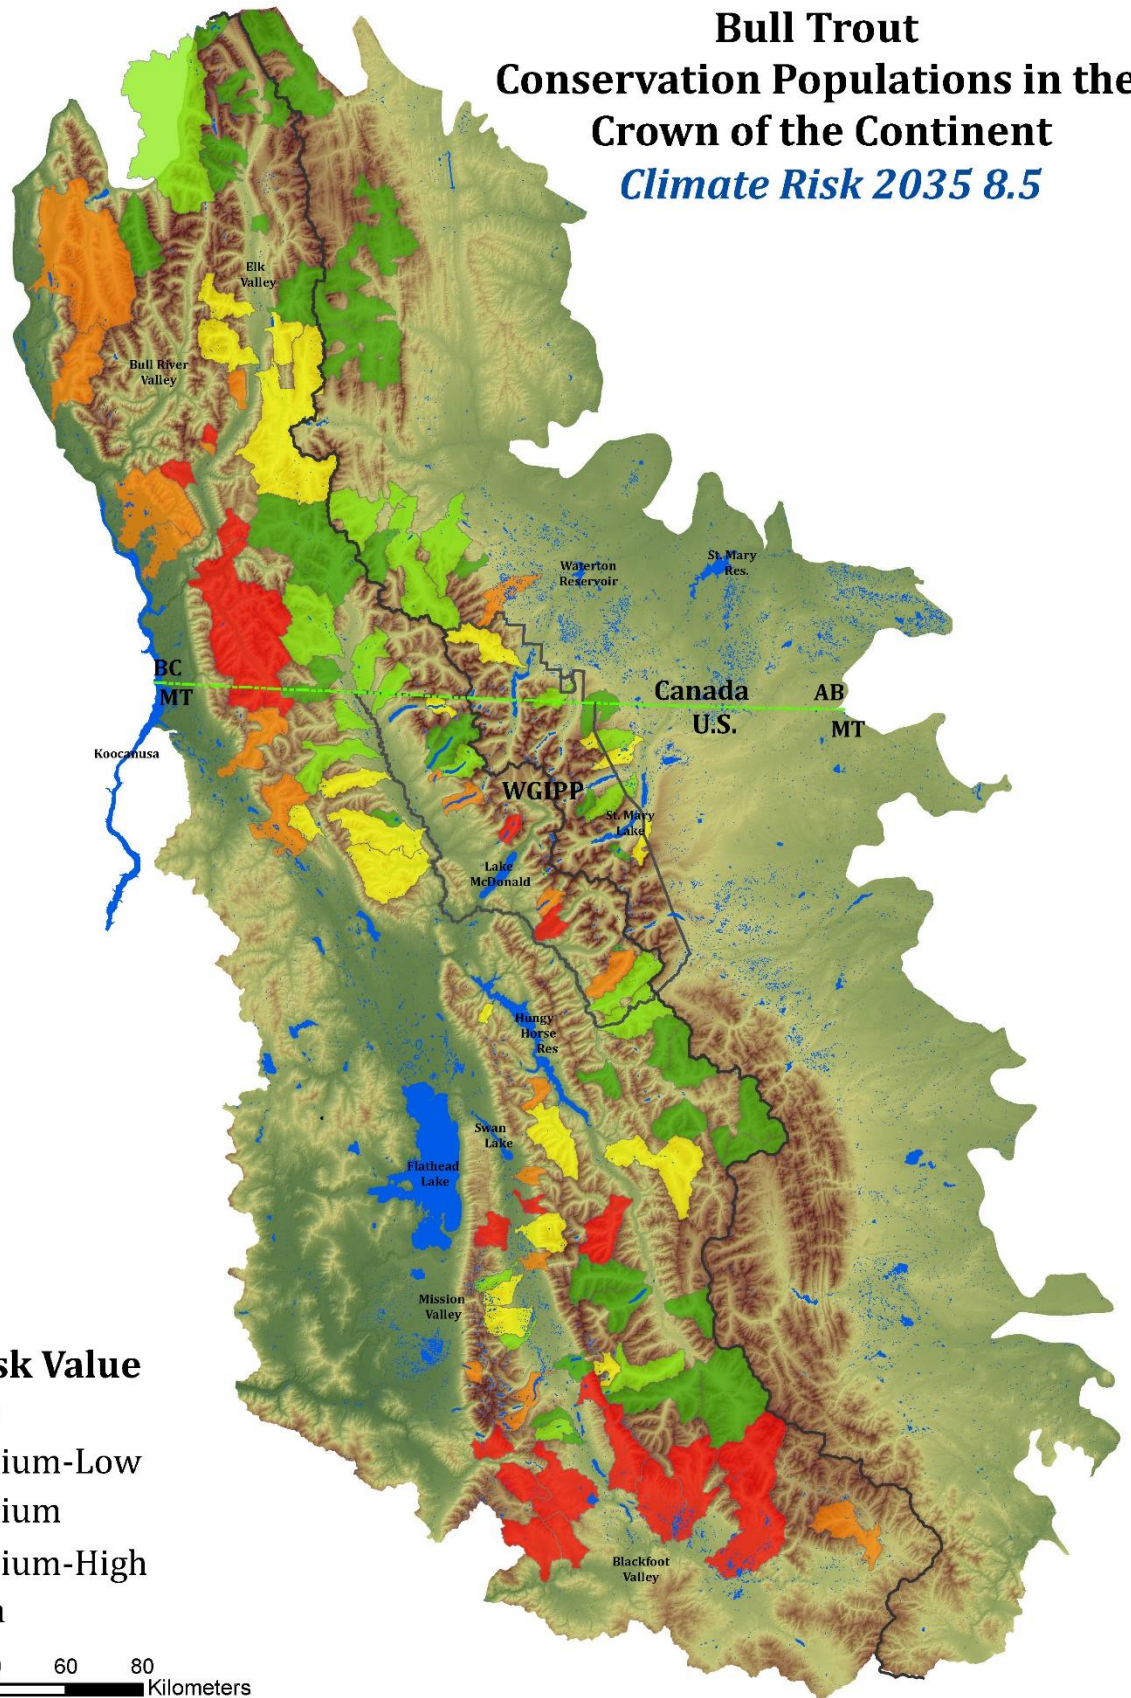 Bull Trout
Conservation Populations in the
Crown of the Continent
Climate Risk 2035 8.5
Elk
Valley
Bull River
Valley
Waterton
Reservoir
St. Mary
Res.
BC
MT
Canada
U.S.
AB
MT
Koocanusa
WGIPP
St. Mary
Lake
Lake
McDonald
Hungy
Horse
Res
Swan
Lake
Flathead
Lake
Mission
Valley
Blackfoot
Valley
sk Value
ium-Low
ium
ium-High
60 80
Kilometers